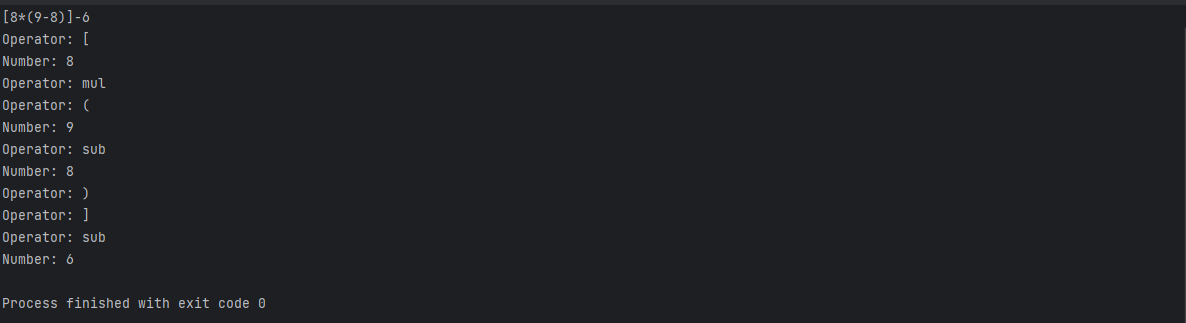 [8*(9-8)]-6
Operator: [
Number: 8
Operator: mul
Operator: (
Number: 9
Operator: sub
Number: 8
Operator: )
Operator: ]
Operator: sub
Number: 6
Process finished with exit code 0